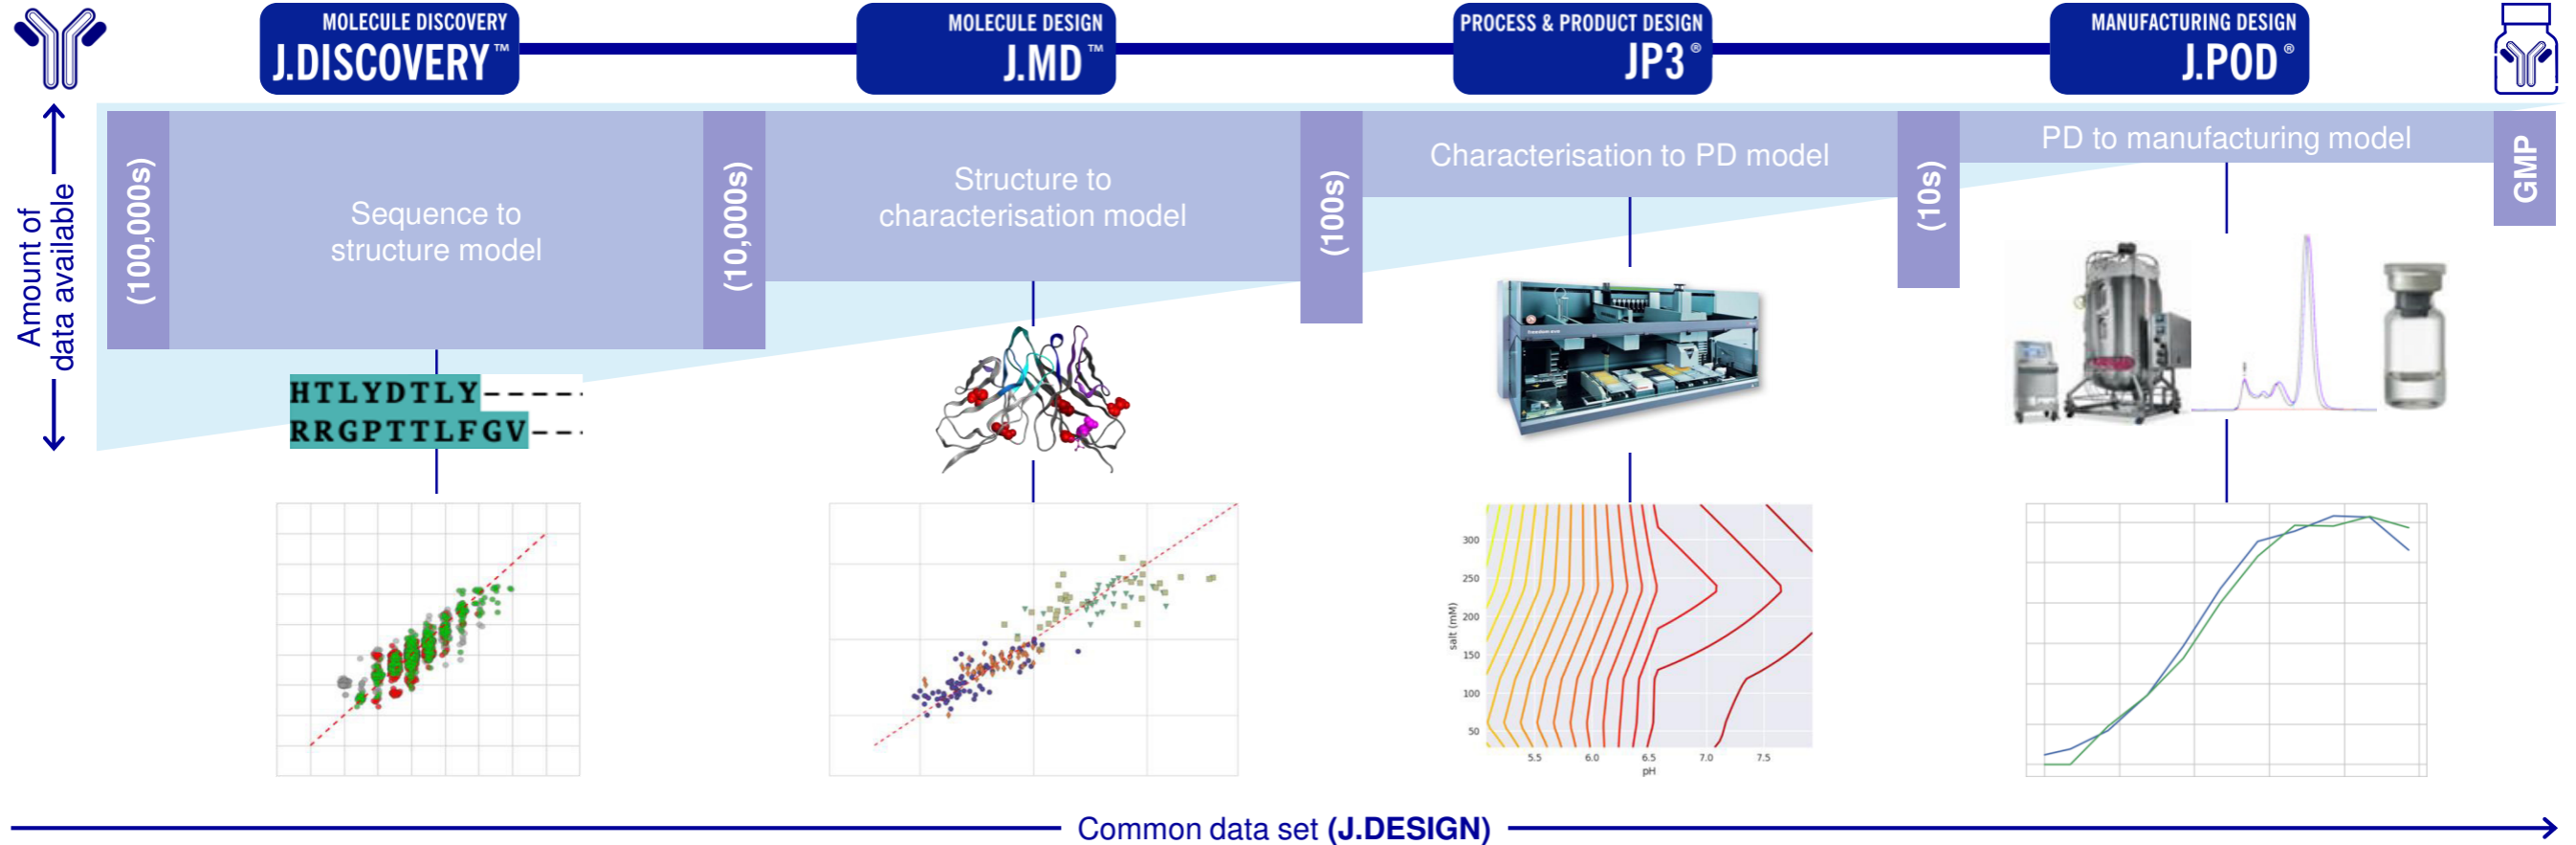 MOLECULE DISCOVERY
J.DISCOVERY™
MOLECULE DESIGN
J.MD™
PROCESS & PRODUCT DESIGN
JP3®
MANUFACTURING DESIGN
J.POD®
Amount of
data available
(100,000s)
Sequence to
structure model
(10,000s)
Structure to
characterisation model
(100s)
Characterisation to PD model
(10s)
PD to manufacturing model
GMP
HTLYDTLY-----
RRGPTTLFGV---
300
250
200
150
100
50
salt (mM)
5.5 6.0 6.5 7.0 7.5
pH
Common data set (J.DESIGN)